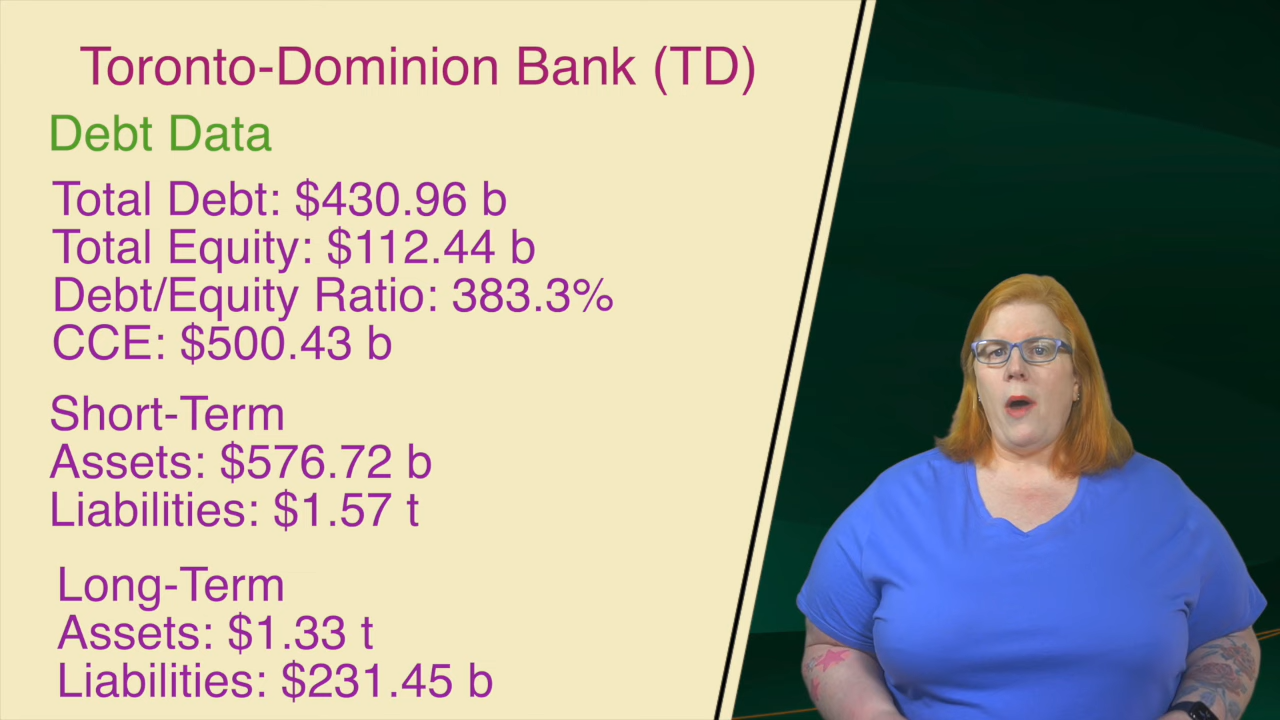 Toronto-Dominion Bank (TD)
Debt Data
Total Debt: $430.96 b
Total Equity: $112.44 b
Debt/Equity Ratio: 383.3%
CCE: $500.43 b
Short-Term
Assets: $576.72 b
Liabilities: $1.57 t
Long-Term
Assets: $1.33 t
Liabilities: $231.45 b